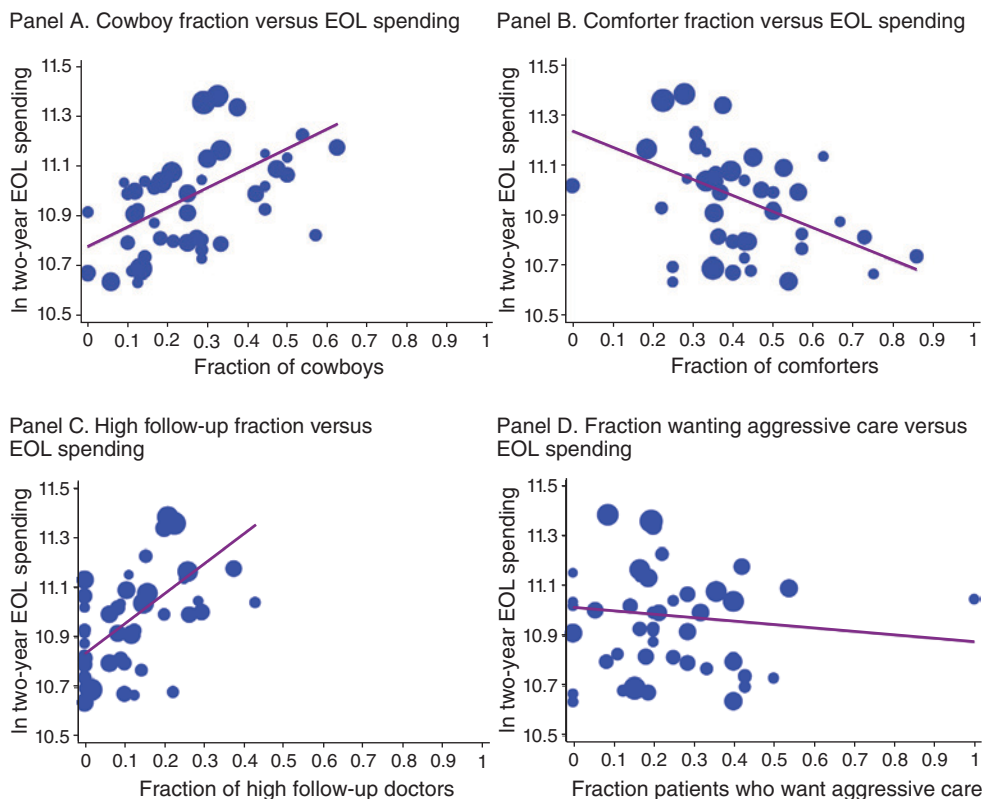 Panel A. Cowboy fraction versus EOL spending
ln two-year EOL spending
11.5
11.3
11.1
10.9
10.7
10.5
0 0.1 0.2 0.3 0.4 0.5 0.6 0.7 0.8 0.9 1
Fraction of cowboys
Panel B. Comforter fraction versus EOL spending
ln two-year EOL spending
11.5
11.3
11.1
10.9
10.7
10.5
0 0.1 0.2 0.3 0.4 0.5 0.6 0.7 0.8 0.9 1
Fraction of comforters
Panel C. High follow-up fraction versus
EOL spending
ln two-year EOL spending
11.5
11.3
11.1
10.9
10.7
10.5
0 0.1 0.2 0.3 0.4 0.5 0.6 0.7 0.8 0.9 1
Fraction of high follow-up doctors
Panel D. Fraction wanting aggressive care versus
EOL spending
ln two-year EOL spending
11.5
11.3
11.1
10.9
10.7
10.5
0 0.1 0.2 0.3 0.4 0.5 0.6 0.7 0.8 0.9 1
Fraction patients who want aggressive care